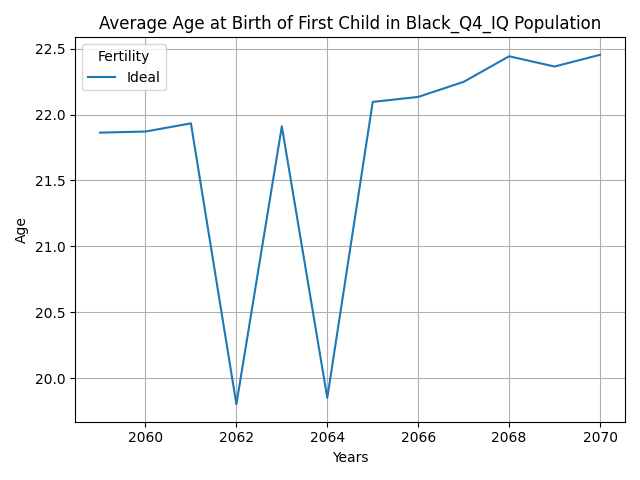 Average Age at Birth of First Child in Black_Q4_IQ Population
Fertility
Ideal
22.5
22.0
21.5
21.0
20.5
20.0
Age
2060 2062 2064 2066 2068 2070
Years